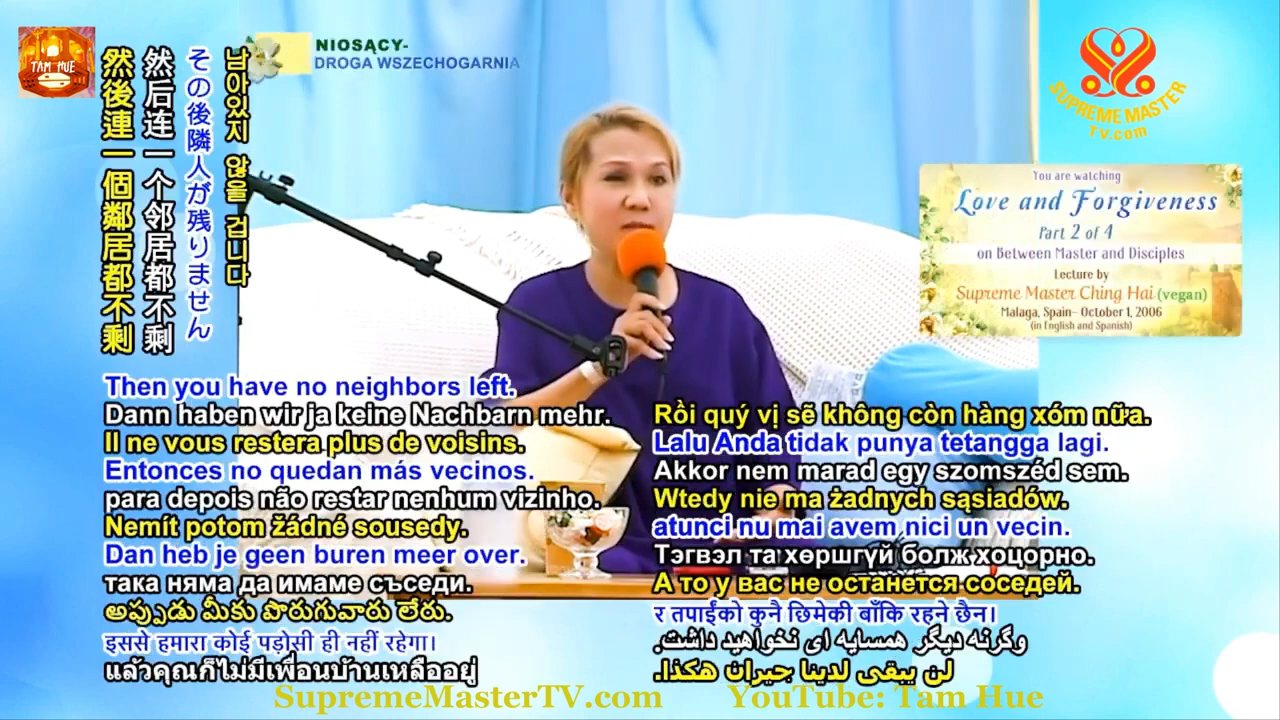 TAM HUE
NIOSĄCY-
DROGA WSZECHOGARNIA
SUPREME MASTER
TV.com
You are watching
Love and Forgiveness
Part 2 of 4
on Between Master and Disciples
Lecture by
Supreme Master Ching Hai (vegan)
Malaga, Spain– October 1, 2006
(in English and Spanish)
남아있지 않을 겁니다
その後隣人が残りません
然后连一个邻居都不剩
然後連一個鄰居都不剩
Then you have no neighbors left.
Dann haben wir ja keine Nachbarn mehr.
Il ne vous restera plus de voisins.
Entonces no quedan más vecinos.
para depois não restar nenhum vizinho.
Nemít potom žádné sousedy.
Dan heb je geen buren meer over.
така няма да имаме съседи.
అప్పుడు మీకు పొరుగువారు లేరు.
इससे हमारा कोई पड़ोसी ही नहीं रहेगा।
แล้วคุณก็ไม่มีเพื่อนบ้านเหลืออยู่
Rồi quý vị sẽ không còn hàng xóm nữa.
Lalu Anda tidak punya tetangga lagi.
Akkor nem marad egy szomszéd sem.
Wtedy nie ma żadnych sąsiadów.
atunci nu mai avem nici un vecin.
Тэгвэл та хөршгүй болж хоцорно.
А то у вас не останется соседей.
र तपाईंको कुनै छिमेकी बाँकि रहने छैन।
وگرنه دیگر همسایه ای نخواهید داشت.
لن يبقى لدينا جيران هكذا.
SupremeMasterTV.com
YouTube: Tam Hue